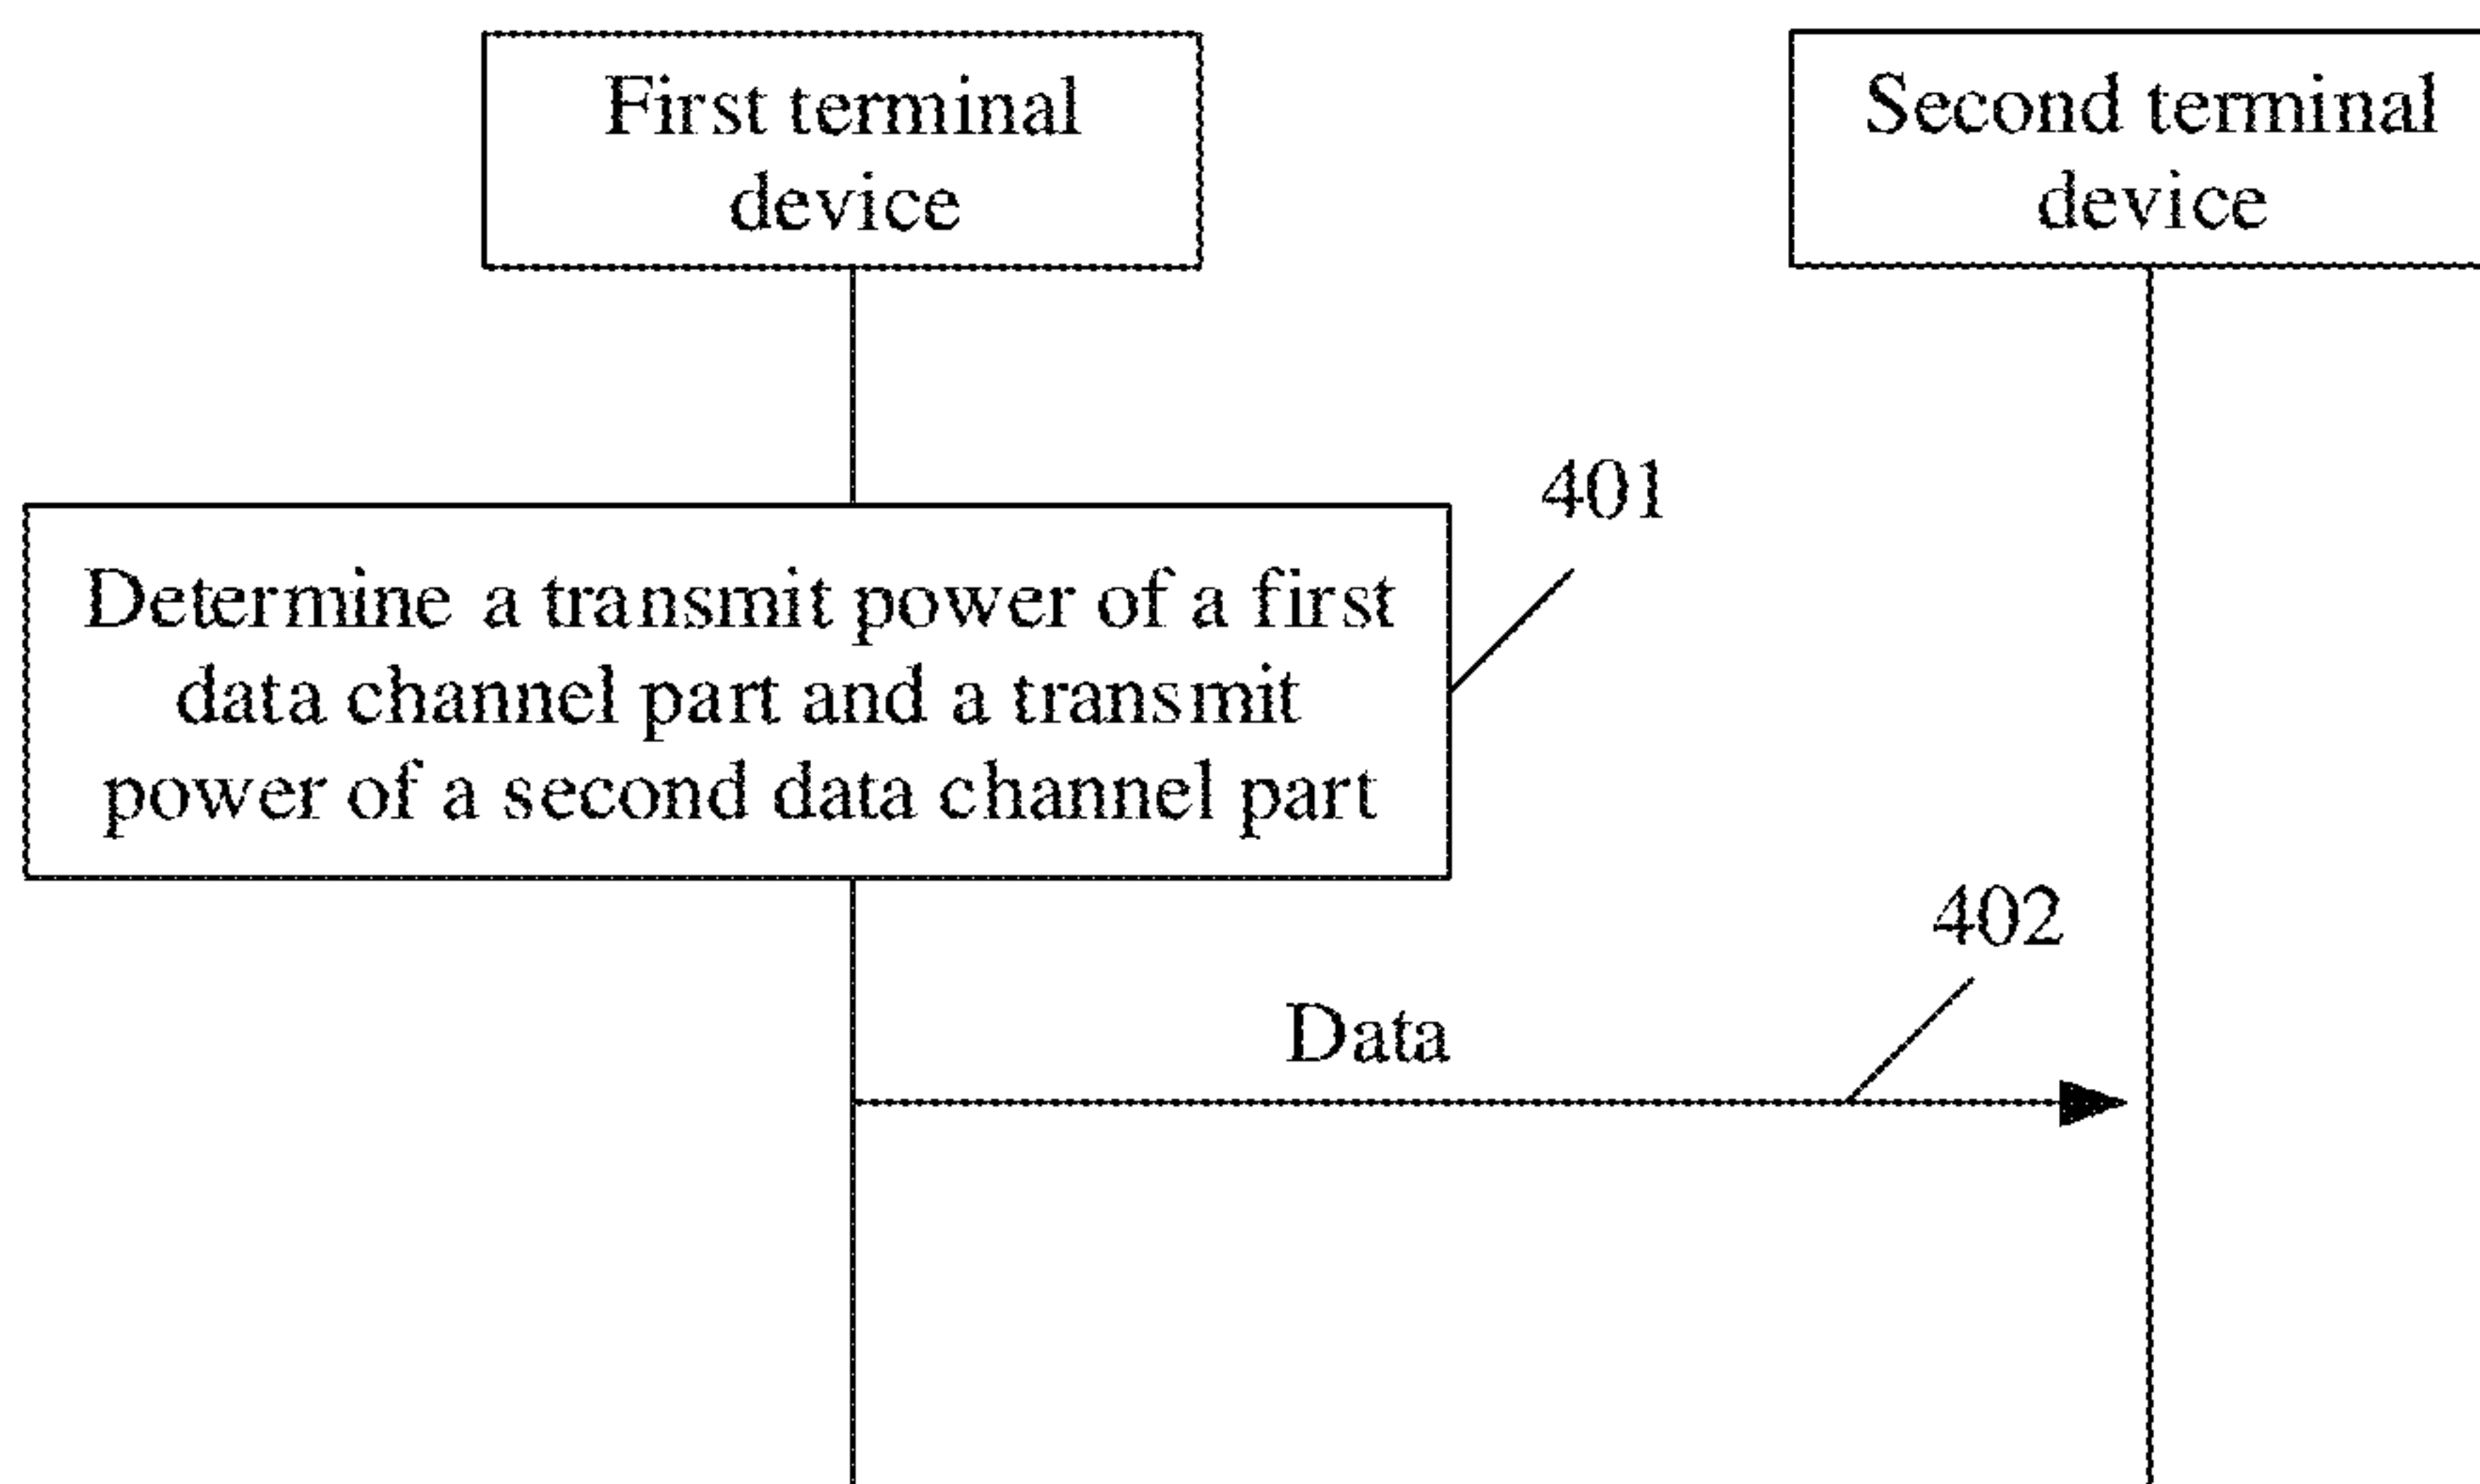 First terminal
device
Second terminal
device
401
Determine a transmit power of a first
data channel part and a transmit
power of a second data channel part
402
Data